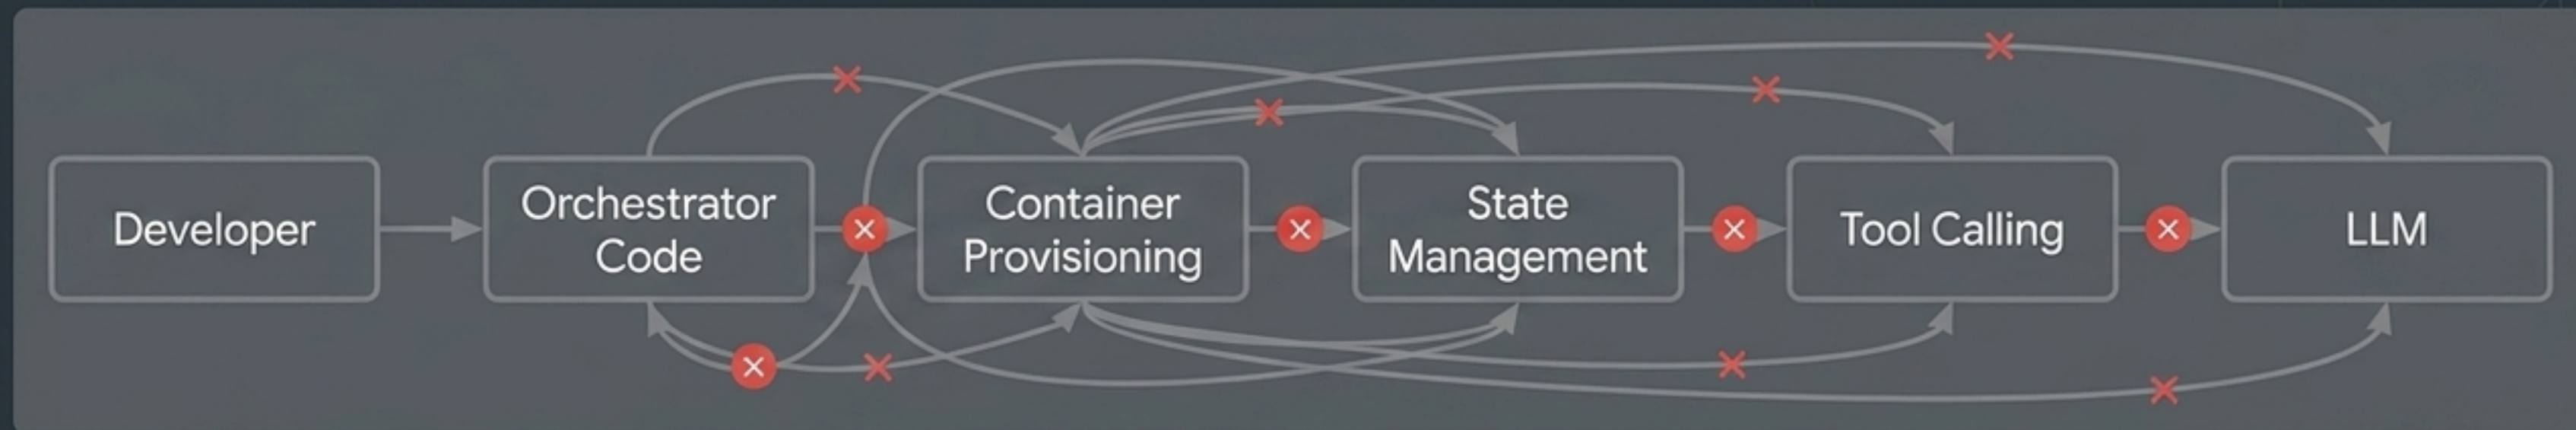 Developer
Orchestrator
Code
Container
Provisioning
State
Management
Tool Calling
LLM